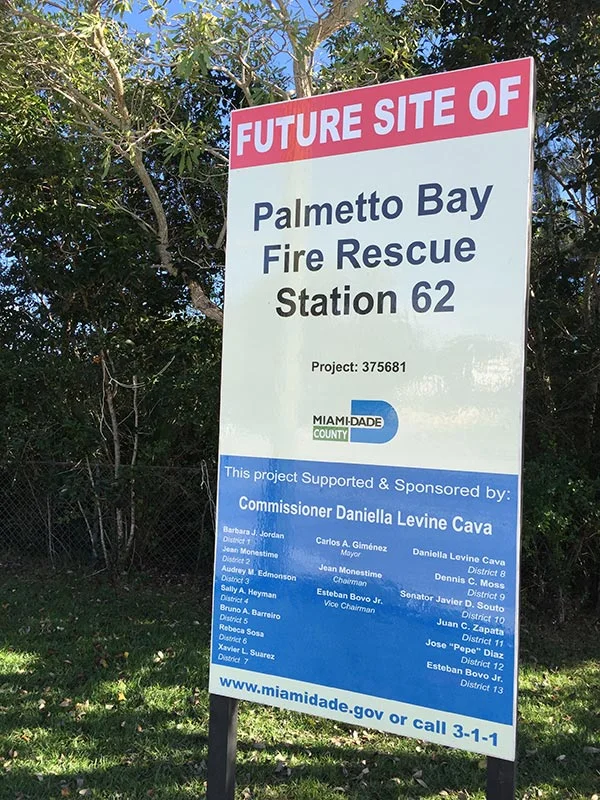 FUTURE SITE OF
Palmetto Bay
Fire Rescue
Station 62
Project: 375681
MIAMI-DADE
COUNTY
This project Supported & Sponsored by:
Commissioner Daniella Levine Cava
Barbara J. Jordan
District 1
Jean Monestime
District 2
Audrey M. Edmonson
District 3
Sally A. Heyman
District 4
Bruno A. Barreiro
District 5
Rebeca Sosa
District 6
Xavier L. Suarez
District 7
Carlos A. Giménez
Mayor
Jean Monestime
Chairman
Esteban Bovo Jr.
Vice Chairman
Daniella Levine Cava
District 8
Dennis C. Moss
District 9
Senator Javier D. Souto
District 10
Juan C. Zapata
District 11
Jose "Pepe" Diaz
District 12
Esteban Bovo Jr.
District 13
www.miamidade.gov or call 3-1-1